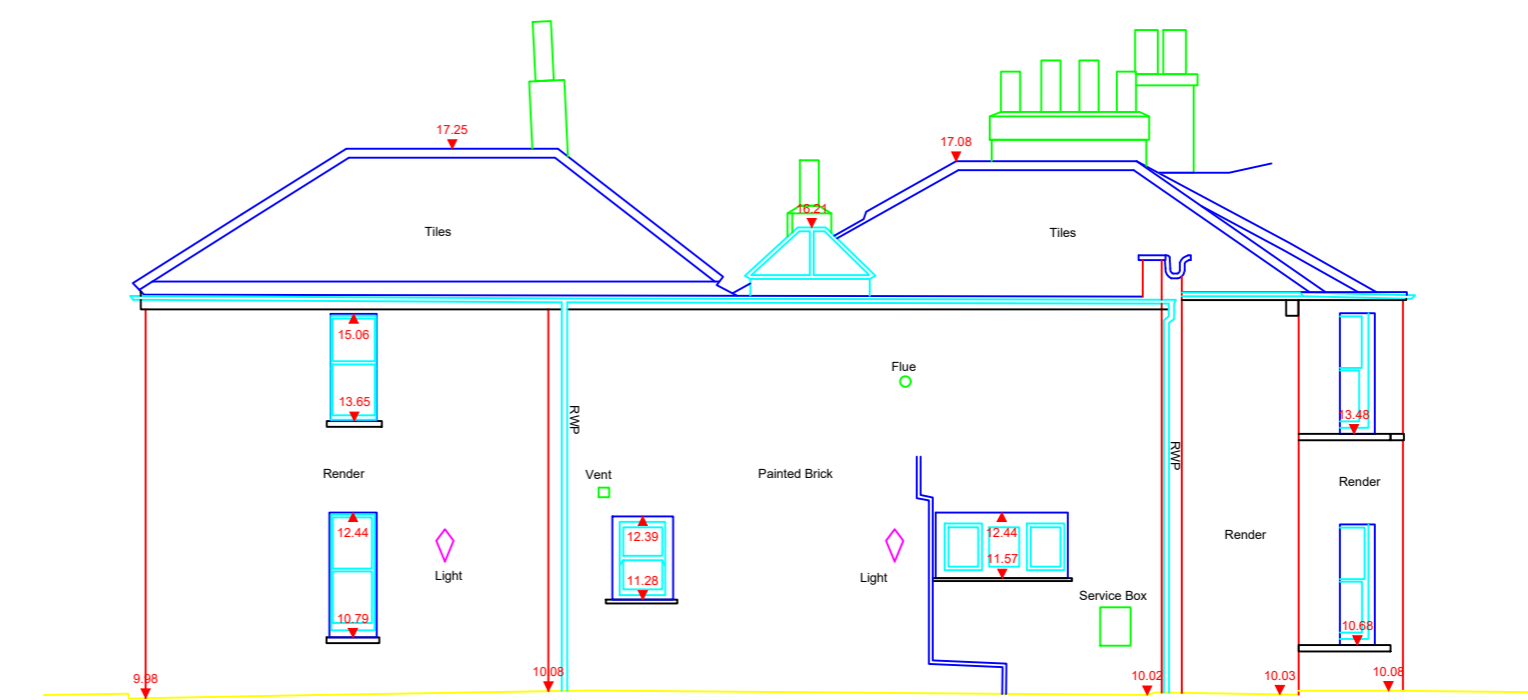 17.25
17.08
16.21
Tiles
Tiles
15.06
Flue
13.65
RWP
13.48
RWP
Render
Vent
Painted Brick
Render
12.44
12.39
12.44
Render
11.57
Light
Light
11.28
Service Box
10.79
10.68
9.98
10.08
10.02
10.03
10.08